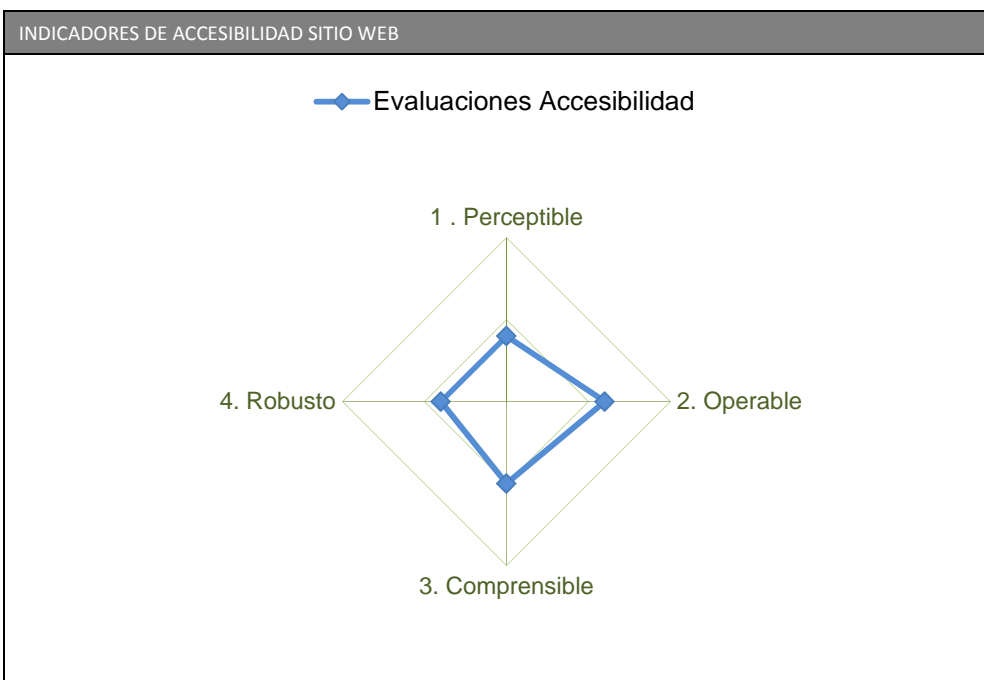 INDICADORES DE ACCESIBILIDAD SITIO WEB
Evaluaciones Accesibilidad
1 . Perceptible
4. Robusto
2. Operable
3. Comprensible